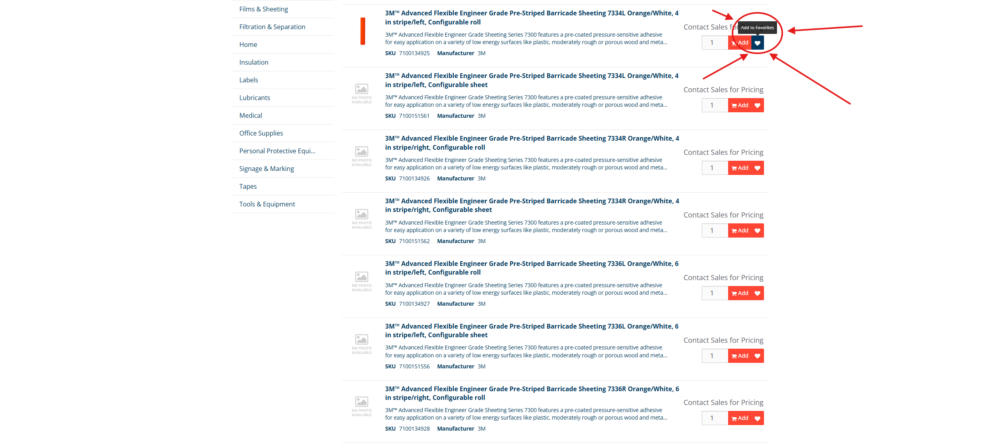 Films & Sheeting
Filtration & Separation
Home
Insulation
Labels
Lubricants
Medical
Office Supplies
Personal Protective Equi...
Signage & Marking
Tapes
Tools & Equipment
3M™ Advanced Flexible Engineer Grade Pre-Striped Barricade Sheeting 7334L Orange/White, 4
in stripe/left, Configurable roll
3M™ Advanced Flexible Engineer Grade Sheeting Series 7300 features a pre-coated pressure-sensitive adhesive
for easy application on a variety of low energy surfaces like plastic, moderately rough or porous wood and meta...
SKU 7100134925 Manufacturer 3M
Contact Sales for
Add to Favorites
1 Add
NO PHOTO
AVAILABLE
3M™ Advanced Flexible Engineer Grade Pre-Striped Barricade Sheeting 7334L Orange/White, 4
in stripe/left, Configurable sheet
3M™ Advanced Flexible Engineer Grade Sheeting Series 7300 features a pre-coated pressure-sensitive adhesive
for easy application on a variety of low energy surfaces like plastic, moderately rough or porous wood and meta...
SKU 7100151561 Manufacturer 3M
Contact Sales for Pricing
1 Add
NO PHOTO
AVAILABLE
3M™ Advanced Flexible Engineer Grade Pre-Striped Barricade Sheeting 7334R Orange/White, 4
in stripe/right, Configurable roll
3M™ Advanced Flexible Engineer Grade Sheeting Series 7300 features a pre-coated pressure-sensitive adhesive
for easy application on a variety of low energy surfaces like plastic, moderately rough or porous wood and meta...
SKU 7100134926 Manufacturer 3M
Contact Sales for Pricing
1 Add
NO PHOTO
AVAILABLE
3M™ Advanced Flexible Engineer Grade Pre-Striped Barricade Sheeting 7334R Orange/White, 4
in stripe/right, Configurable sheet
3M™ Advanced Flexible Engineer Grade Sheeting Series 7300 features a pre-coated pressure-sensitive adhesive
for easy application on a variety of low energy surfaces like plastic, moderately rough or porous wood and meta...
SKU 7100151562 Manufacturer 3M
Contact Sales for Pricing
1 Add
NO PHOTO
AVAILABLE
3M™ Advanced Flexible Engineer Grade Pre-Striped Barricade Sheeting 7336L Orange/White, 6
in stripe/left, Configurable roll
3M™ Advanced Flexible Engineer Grade Sheeting Series 7300 features a pre-coated pressure-sensitive adhesive
for easy application on a variety of low energy surfaces like plastic, moderately rough or porous wood and meta...
SKU 7100134927 Manufacturer 3M
Contact Sales for Pricing
1 Add
NO PHOTO
AVAILABLE
3M™ Advanced Flexible Engineer Grade Pre-Striped Barricade Sheeting 7336L Orange/White, 6
in stripe/left, Configurable sheet
3M™ Advanced Flexible Engineer Grade Sheeting Series 7300 features a pre-coated pressure-sensitive adhesive
for easy application on a variety of low energy surfaces like plastic, moderately rough or porous wood and meta...
SKU 7100151556 Manufacturer 3M
Contact Sales for Pricing
1 Add
NO PHOTO
AVAILABLE
3M™ Advanced Flexible Engineer Grade Pre-Striped Barricade Sheeting 7336R Orange/White, 6
in stripe/right, Configurable roll
3M™ Advanced Flexible Engineer Grade Sheeting Series 7300 features a pre-coated pressure-sensitive adhesive
for easy application on a variety of low energy surfaces like plastic, moderately rough or porous wood and meta...
SKU 7100134928 Manufacturer 3M
Contact Sales for Pricing
1 Add